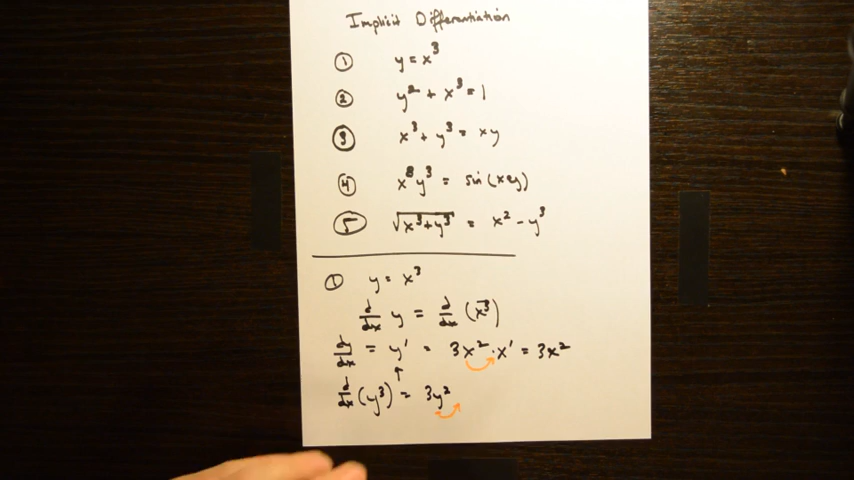 Implicit Differentiation
① y = x³
② y² + x³ = 1
③ x³ + y³ = xy
④ x⁸y³ = sin(xy)
⑤ √(x³+y³) = x² - y³
① y = x³
d/dx y = d/dx (x³)
dy/dx = y' = 3x² · x' = 3x²
↑
d/dx (y³) = 3y²